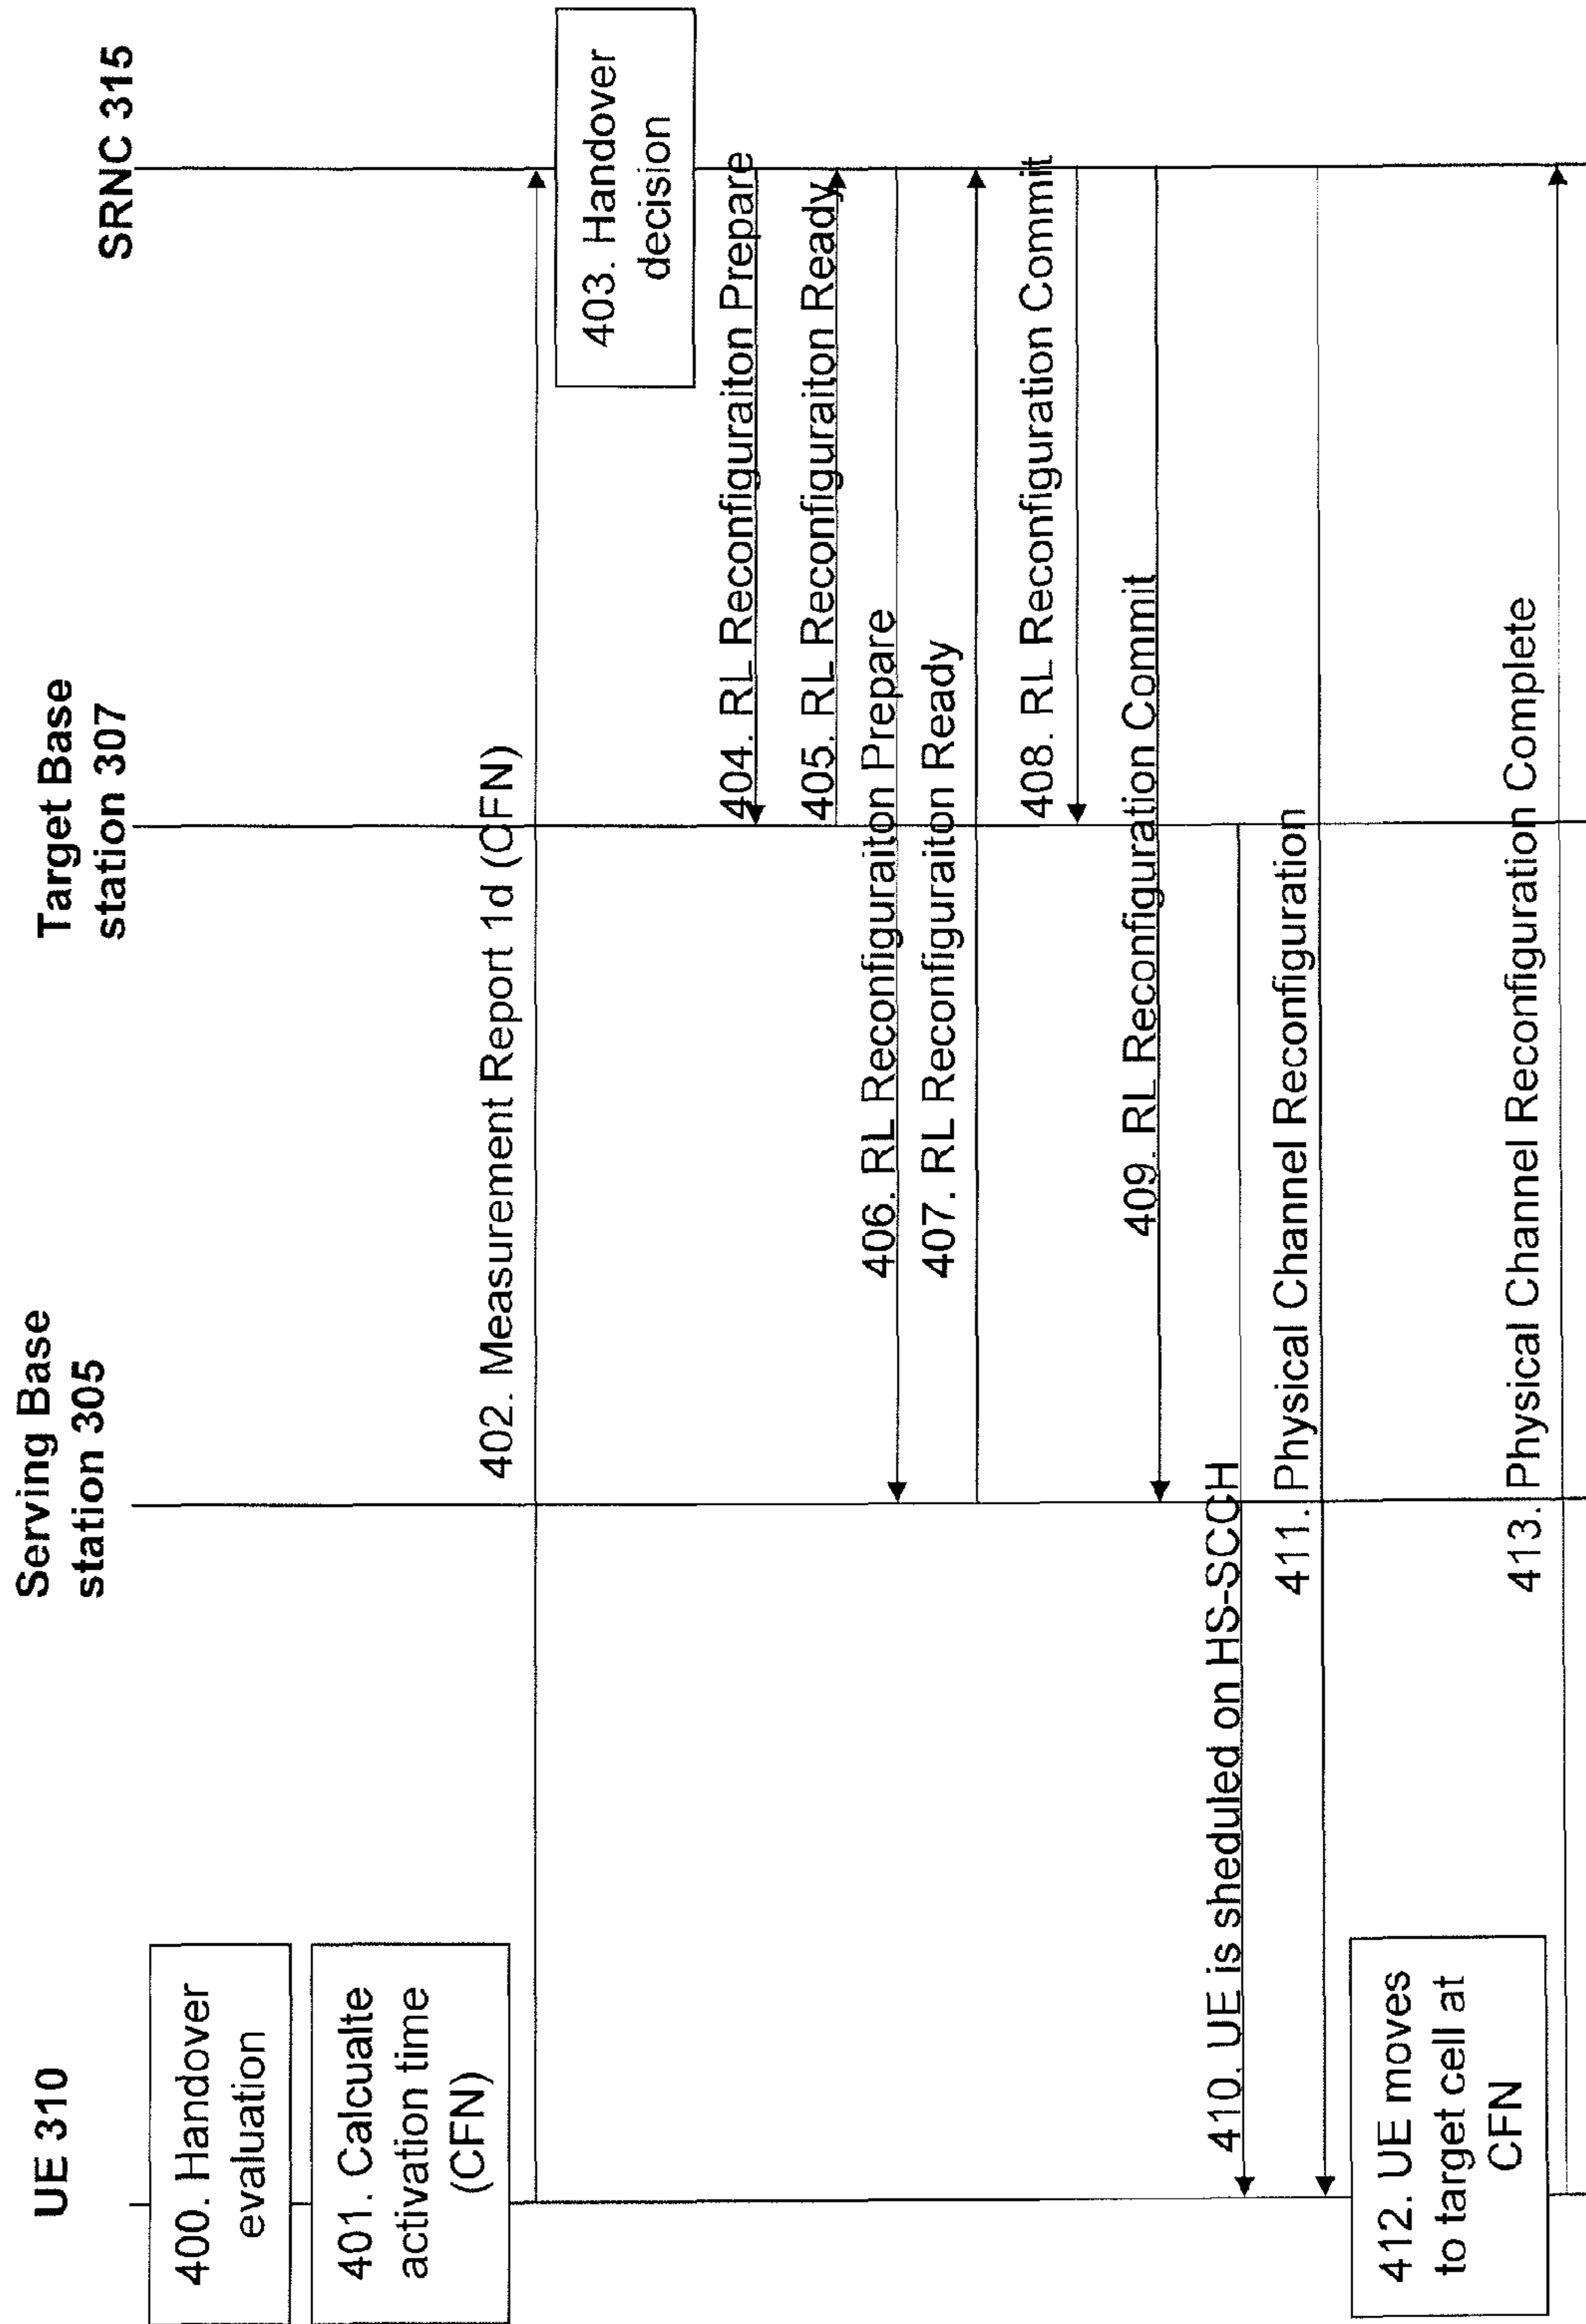 UE 310
Serving Base
station 305
Target Base
station 307
SRNC 315
400. Handover
evaluation
401. Calcualte
activation time
(CFN)
402. Measurement Report 1d (CFN)
403. Handover
decision
404. RL Reconfiguraiton Prepare
405. RL Reconfiguraiton Ready
406. RL Reconfiguraiton Prepare
407. RL Reconfiguraiton Ready
408. RL Reconfiguration Commit
409. RL Reconfiguration Commit
410. UE is sheduled on HS-SCCH
411. Physical Channel Reconfiguration
412. UE moves
to target cell at
CFN
413. Physical Channel Reconfiguration Complete